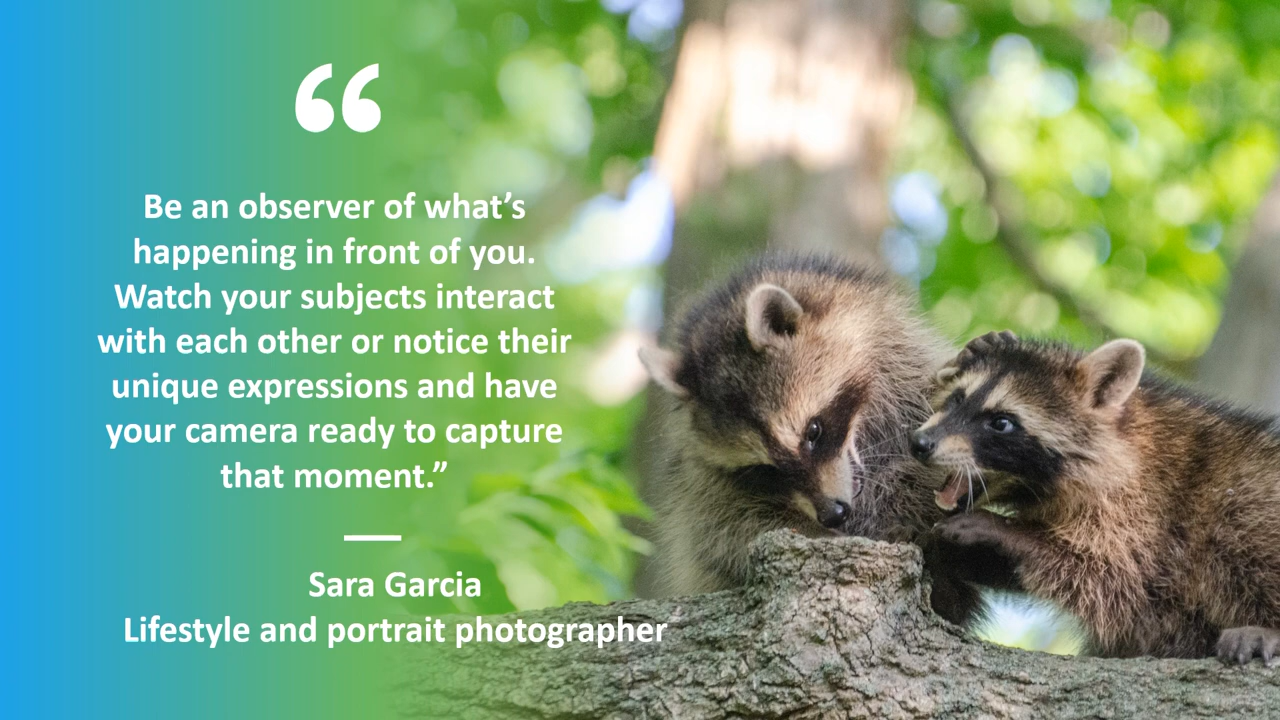 “
Be an observer of what’s
happening in front of you.
Watch your subjects interact
with each other or notice their
unique expressions and have
your camera ready to capture
that moment.”
Sara Garcia
Lifestyle and portrait photographer